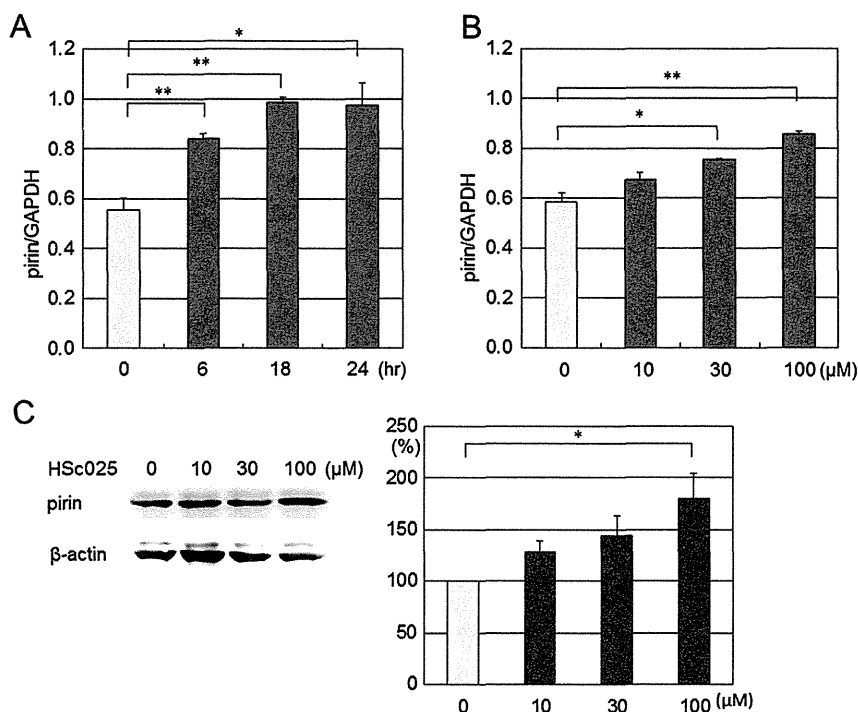 A
pirin/GAPDH
1.2
1.0
0.8
0.6
0.4
0.2
0.0
*
**
**
0 6 18 24 (hr)
B
pirin/GAPDH
1.2
1.0
0.8
0.6
0.4
0.2
0.0
**
*
0 10 30 100 (μM)
C
HSc025 0 10 30 100 (μM)
pirin
β-actin
250
(%)
200
150
100
50
0
*
0 10 30 100 (μM)